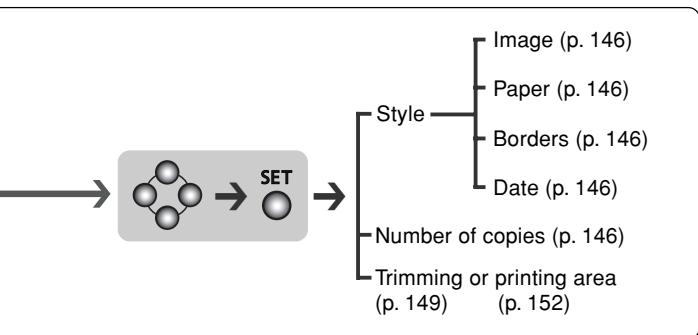 Image (p. 146)
Paper (p. 146)
Style
Borders (p. 146)
SET
Date (p. 146)
Number of copies (p. 146)
Trimming or printing area
(p. 149) (p. 152)